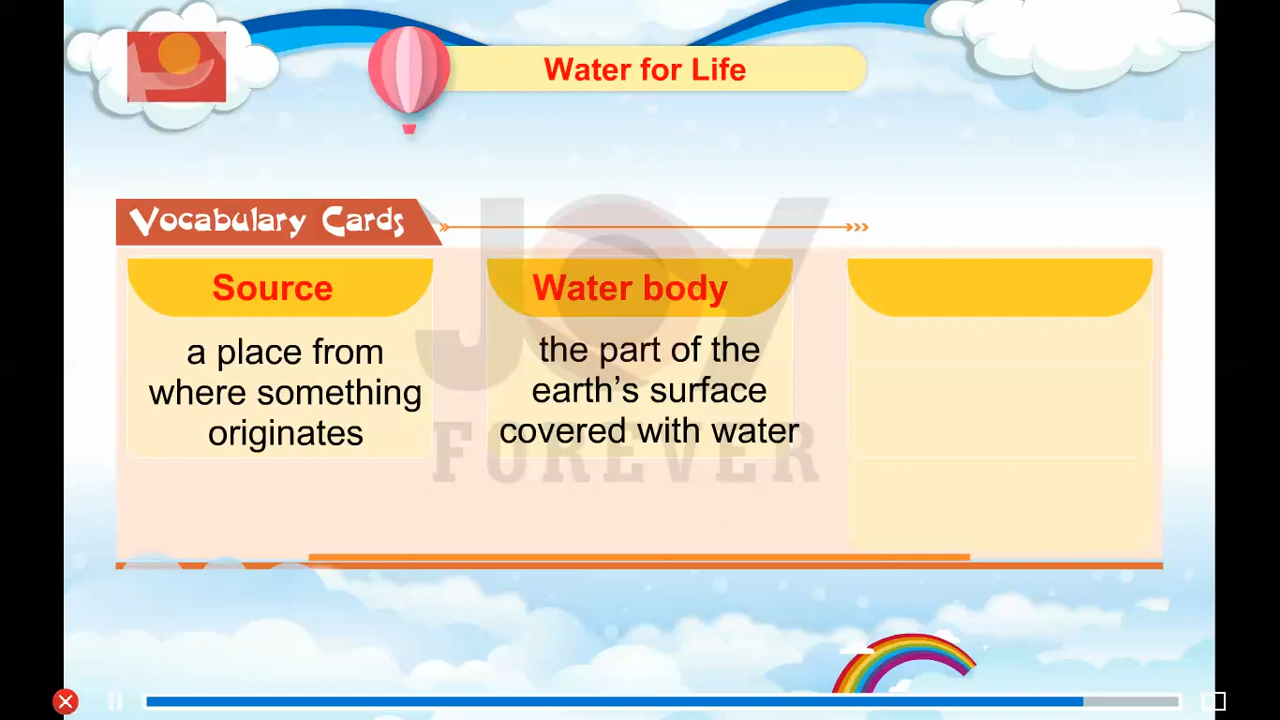 Water for Life
Vocabulary Cards
Source
a place from
where something
originates
Water body
the part of the
earth’s surface
covered with water
JOY
FOREVER